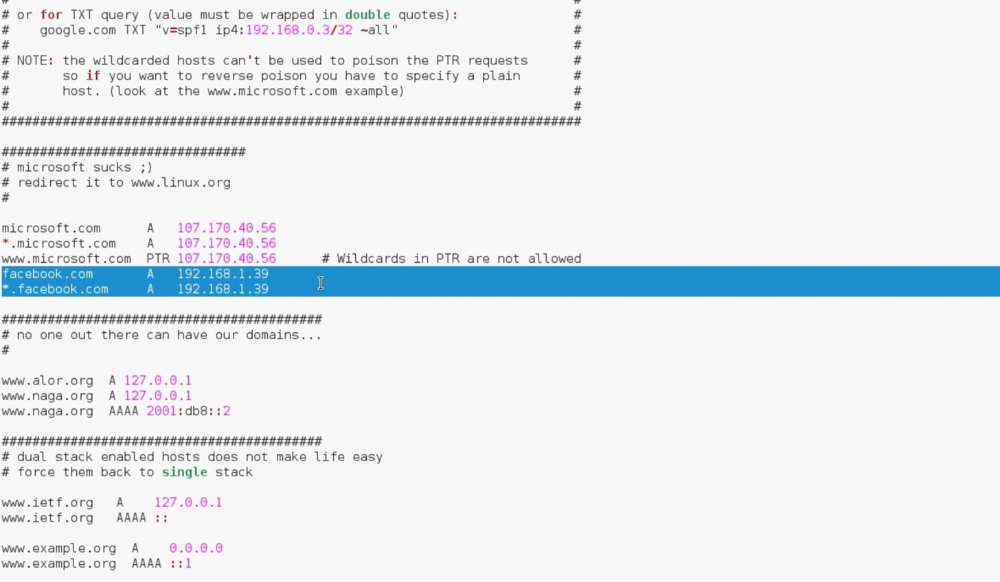 # or for TXT query (value must be wrapped in double quotes): #
# google.com TXT "v=spf1 ip4:192.168.0.3/32 ~all" #
# #
# NOTE: the wildcarded hosts can't be used to poison the PTR requests #
# so if you want to reverse poison you have to specify a plain #
# host. (look at the www.microsoft.com example) #
# #
############################################################################
################################
# microsoft sucks ;)
# redirect it to www.linux.org
#
microsoft.com A 107.170.40.56
*.microsoft.com A 107.170.40.56
www.microsoft.com PTR 107.170.40.56 # Wildcards in PTR are not allowed
facebook.com A 192.168.1.39
*.facebook.com A 192.168.1.39
##########################################
# no one out there can have our domains...
#
www.alor.org A 127.0.0.1
www.naga.org A 127.0.0.1
www.naga.org AAAA 2001:db8::2
##########################################
# dual stack enabled hosts does not make life easy
# force them back to single stack
www.ietf.org A 127.0.0.1
www.ietf.org AAAA ::
www.example.org A 0.0.0.0
www.example.org AAAA ::1